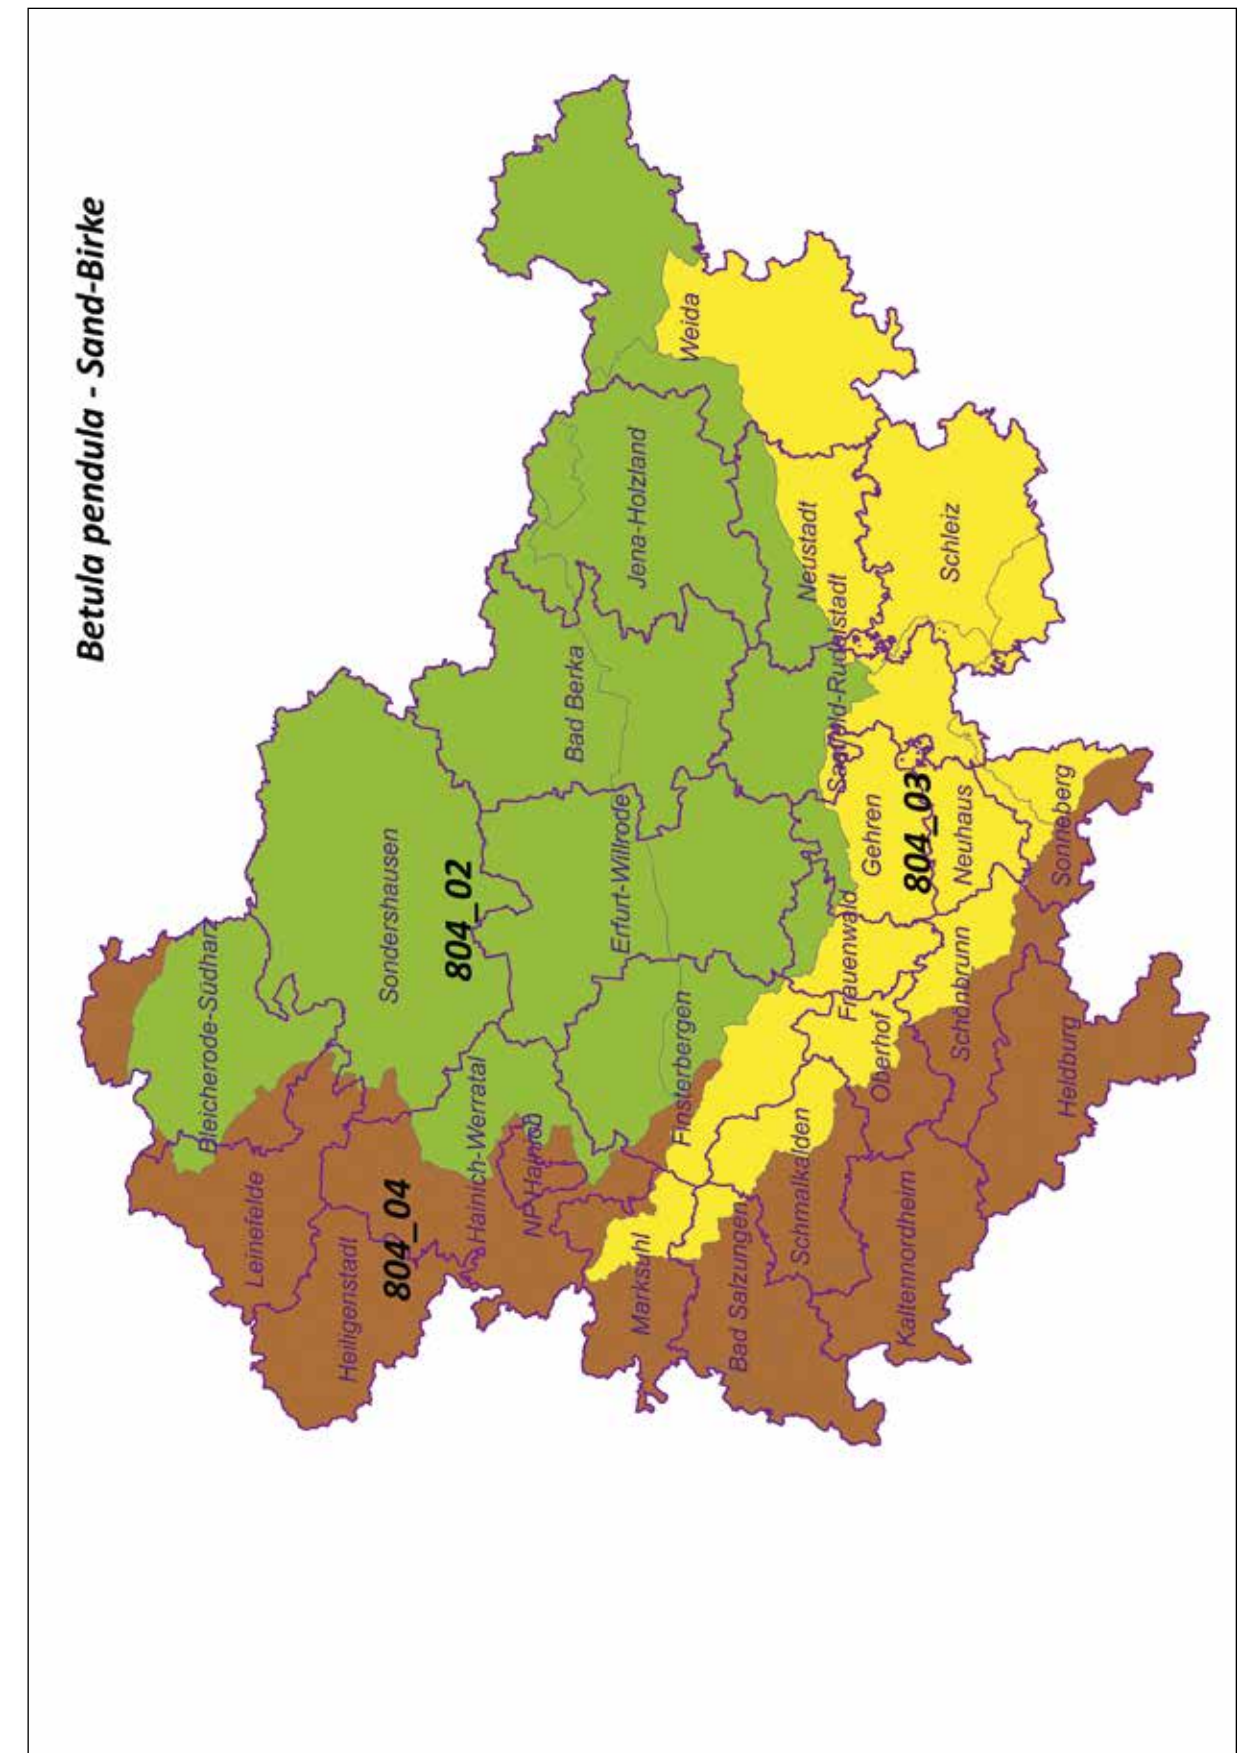 Betula pendula - Sand-Birke
Bleicherode-Südharz
Leinefelde
Sondershausen
Heiligenstadt
804_04
804_02
Hainich-Werratal
NP Hainich
Bad Berka
Erfurt-Willrode
Jena-Holzland
Marksuhl
Finsterbergen
Weida
Bad Salzungen
Schmalkalden
Neustadt
Saalfeld-Rudolstadt
Frauenwald
Oberhof
Gehren
Kaltennordheim
804_03
Schleiz
Schönbrunn
Neuhaus
Heldburg
Sonneberg